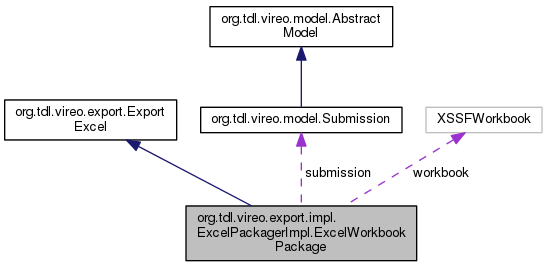 org.tdl.vireo.model.Abstract
Model
org.tdl.vireo.export.Export
Excel
org.tdl.vireo.model.Submission
XSSFWorkbook
submission
workbook
org.tdl.vireo.export.impl.
ExcelPackagerImpl.ExcelWorkbook
Package